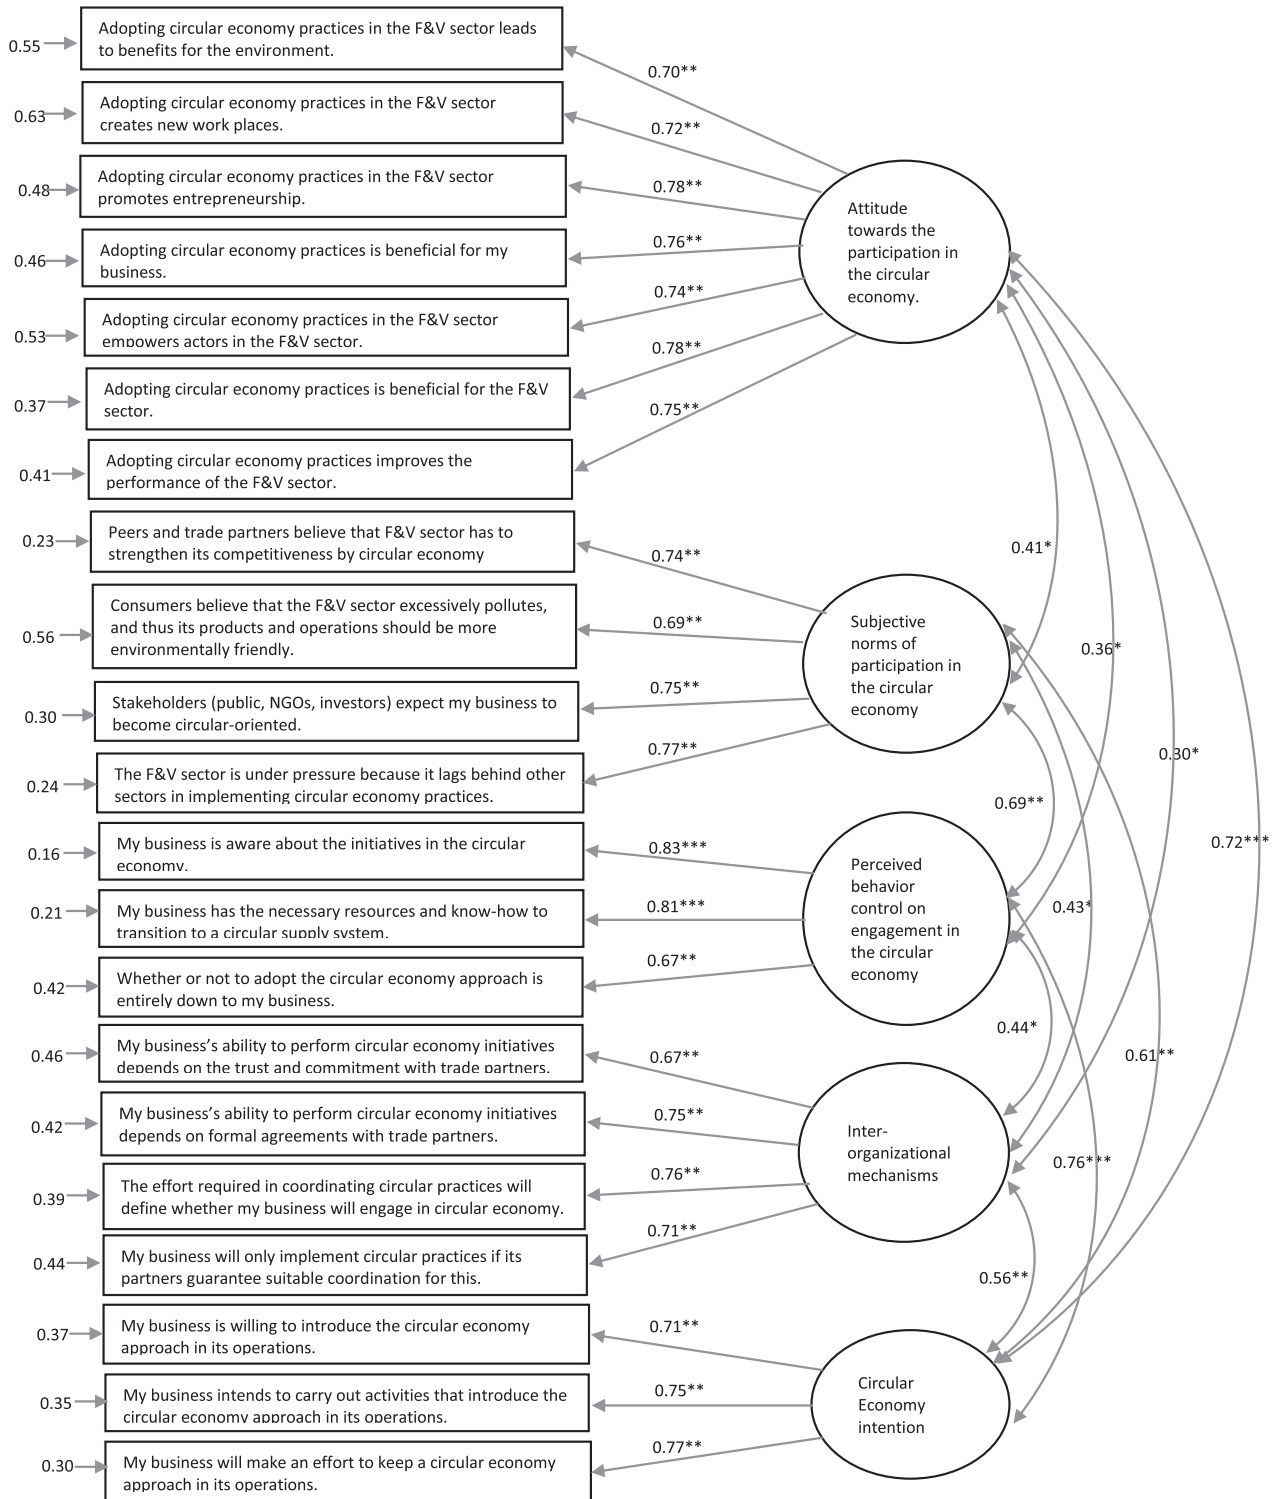 0.55
Adopting circular economy practices in the F&V sector leads
to benefits for the environment.
0.70**
0.63
Adopting circular economy practices in the F&V sector
creates new work places.
0.72**
0.48
Adopting circular economy practices in the F&V sector
promotes entrepreneurship.
0.78**
0.46
Adopting circular economy practices is beneficial for my
business.
0.76**
0.53
Adopting circular economy practices in the F&V sector
empowers actors in the F&V sector.
0.74**
0.37
Adopting circular economy practices is beneficial for the F&V
sector.
0.78**
0.41
Adopting circular economy practices improves the
performance of the F&V sector.
0.75**
Attitude
towards the
participation in
the circular
economy.
0.23
Peers and trade partners believe that F&V sector has to
strengthen its competitiveness by circular economy
0.74**
0.56
Consumers believe that the F&V sector excessively pollutes,
and thus its products and operations should be more
environmentally friendly.
0.69**
0.30
Stakeholders (public, NGOs, investors) expect my business to
become circular-oriented.
0.75**
0.24
The F&V sector is under pressure because it lags behind other
sectors in implementing circular economy practices.
0.77**
Subjective
norms of
participation in
the circular
economy
0.16
My business is aware about the initiatives in the circular
economy.
0.83***
0.21
My business has the necessary resources and know-how to
transition to a circular supply system.
0.81***
0.42
Whether or not to adopt the circular economy approach is
entirely down to my business.
0.67**
Perceived
behavior
control on
engagement in
the circular
economy
0.46
My business's ability to perform circular economy initiatives
depends on the trust and commitment with trade partners.
0.67**
0.42
My business's ability to perform circular economy initiatives
depends on formal agreements with trade partners.
0.75**
0.39
The effort required in coordinating circular practices will
define whether my business will engage in circular economy.
0.76**
0.44
My business will only implement circular practices if its
partners guarantee suitable coordination for this.
0.71**
Inter-
organizational
mechanisms
0.37
My business is willing to introduce the circular economy
approach in its operations.
0.71**
0.35
My business intends to carry out activities that introduce the
circular economy approach in its operations.
0.75**
0.30
My business will make an effort to keep a circular economy
approach in its operations.
0.77**
Circular
Economy
intention
0.41*
0.36*
0.30*
0.72***
0.69**
0.43*
0.44*
0.61**
0.76***
0.56**